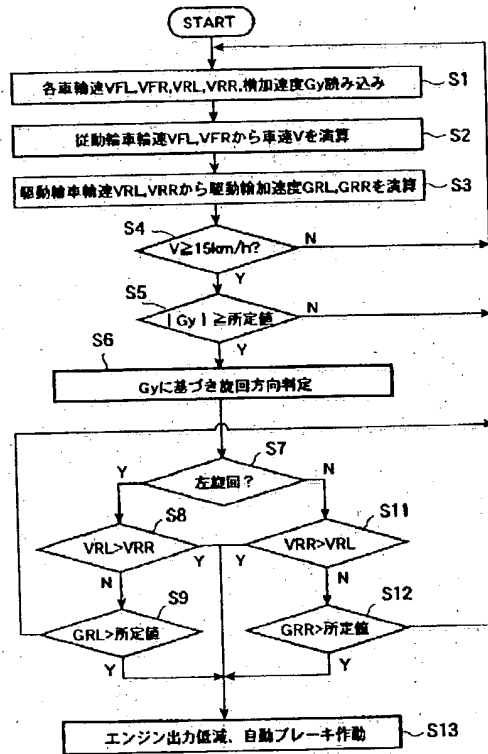 START
各車輪速VFL,VFR,VRL,VRR,横加速度Gy読み込み
S1
従動輪車輪速VFL,VFRから車速Vを演算
S2
駆動輪車輪速VRL,VRRから駆動輪加速度GRL,GRRを演算
S3
S4
V≧15km/h?
N
Y
S5
|Gy|≧所定値
N
Y
S6
Gyに基づき旋回方向判定
S7
左旋回？
Y
N
S8
VRL>VRR
Y
N
S11
VRR>VRL
Y
N
S9
GRL>所定値
Y
S12
GRR>所定値
Y
エンジン出力低減、自動ブレーキ作動
S13